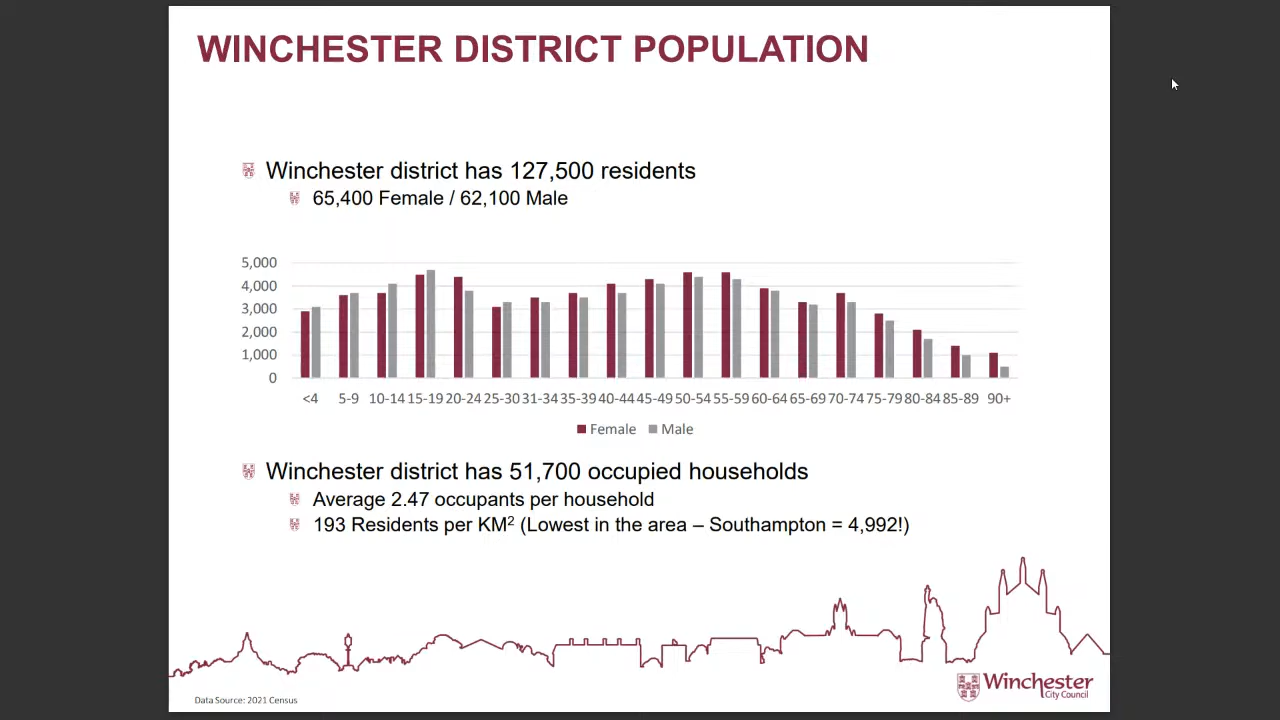 WINCHESTER DISTRICT POPULATION
Winchester district has 127,500 residents
65,400 Female / 62,100 Male
5,000
4,000
3,000
2,000
1,000
0
<4 5-9 10-14 15-19 20-24 25-30 31-34 35-39 40-44 45-49 50-54 55-59 60-64 65-69 70-74 75-79 80-84 85-89 90+
Female Male
Winchester district has 51,700 occupied households
Average 2.47 occupants per household
193 Residents per KM² (Lowest in the area – Southampton = 4,992!)
Winchester
City Council
Data Source: 2021 Census